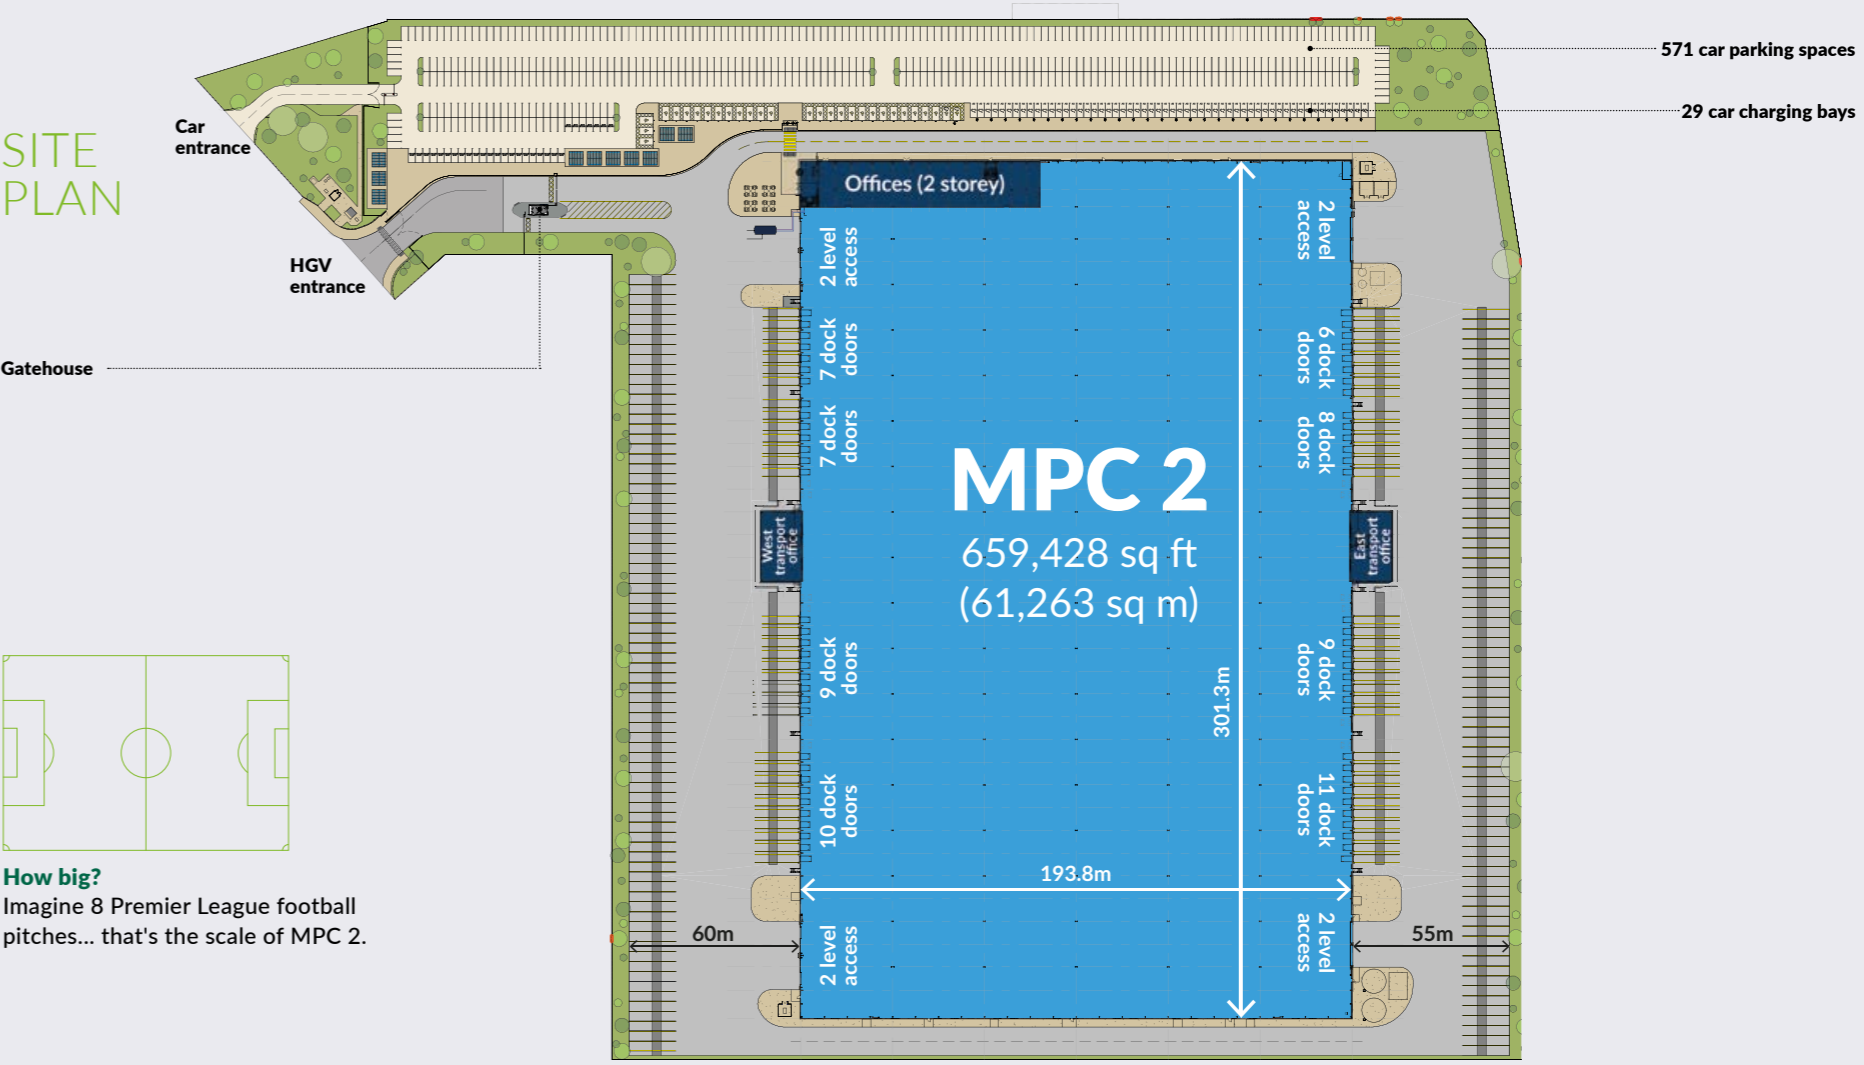 SITE
PLAN
571 car parking spaces
29 car charging bays
Car
entrance
HGV
entrance
Gatehouse
Offices (2 storey)
2 level
access
7 dock
doors
7 dock
doors
West
transport
office
9 dock
doors
10 dock
doors
2 level
access
MPC 2
659,428 sq ft
(61,263 sq m)
301.3m
193.8m
2 level
access
6 dock
doors
8 dock
doors
East
transport
office
9 dock
doors
11 dock
doors
2 level
access
60m
55m
How big?
Imagine 8 Premier League football
pitches... that's the scale of MPC 2.